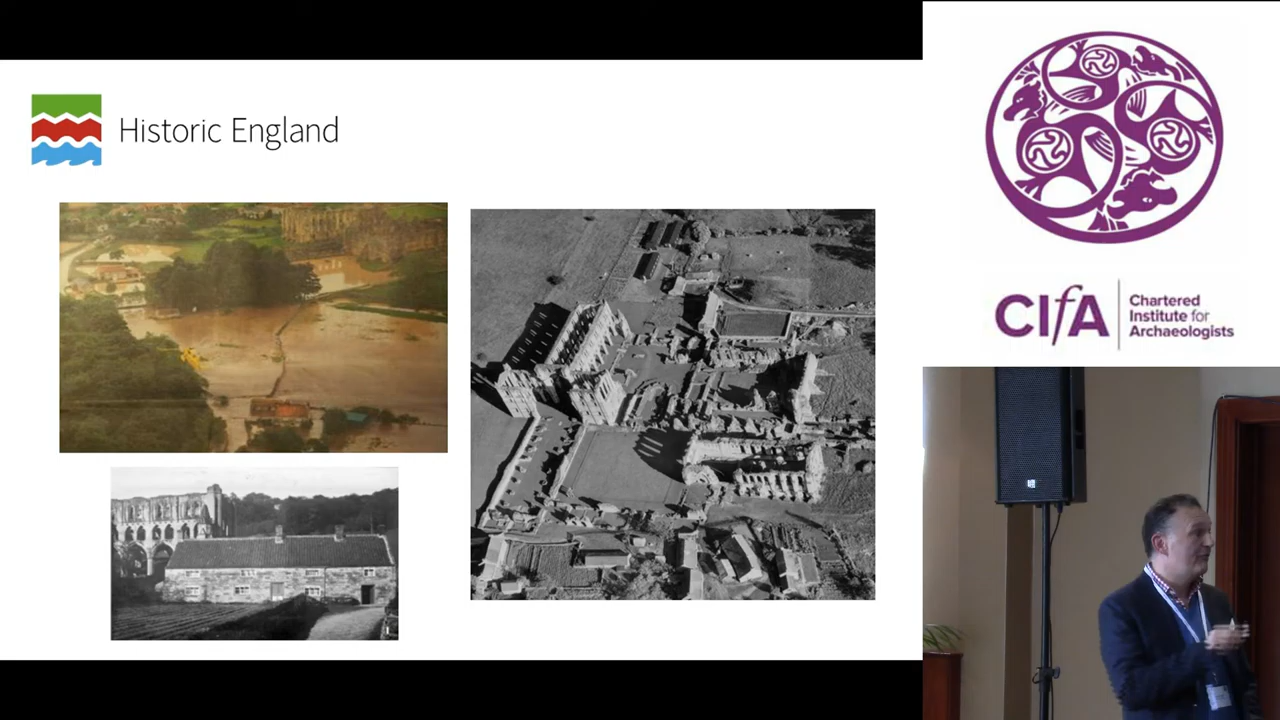 Historic England
CIfA
Chartered
Institute for
Archaeologists